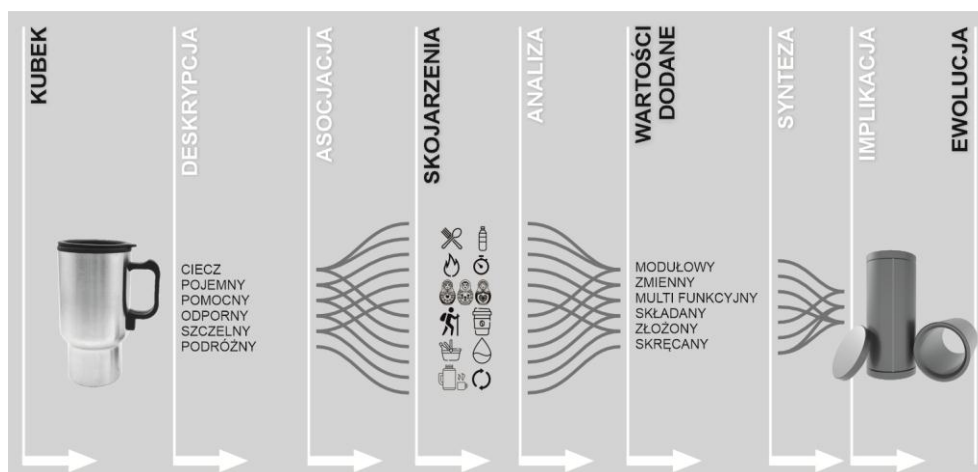 KUBEK
DESKRYPCJA
ASOCJACJA
SKOJARZENIA
ANALIZA
WARTOŚCI
DODANE
SYNTEZA
IMPLIKACJA
EWOLUCJA
CIECZ
POJEMNY
POMOCNY
ODPORNY
SZCZELNY
PODRÓŻNY
MODUŁOWY
ZMIENNY
MULTI FUNKCYJNY
SKŁADANY
ZŁOŻONY
SKRĘCANY